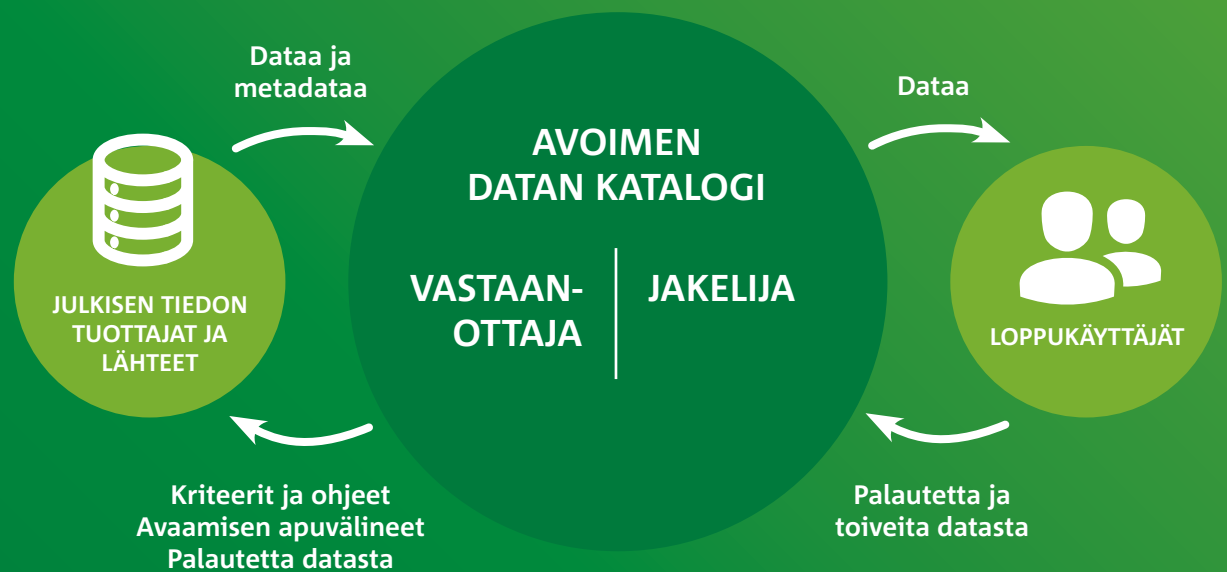 Dataa ja
metadataa
JULKISEN TIEDON
TUOTTAJAT JA
LÄHTEET
Kriteerit ja ohjeet
Avaamisen apuvälineet
Palautetta datasta
AVOIMEN
DATAN KATALOGI
VASTAAN-
OTTAJA
JAKELIJA
Dataa
LOPPUKÄYTTÄJÄT
Palautetta ja
toiveita datasta